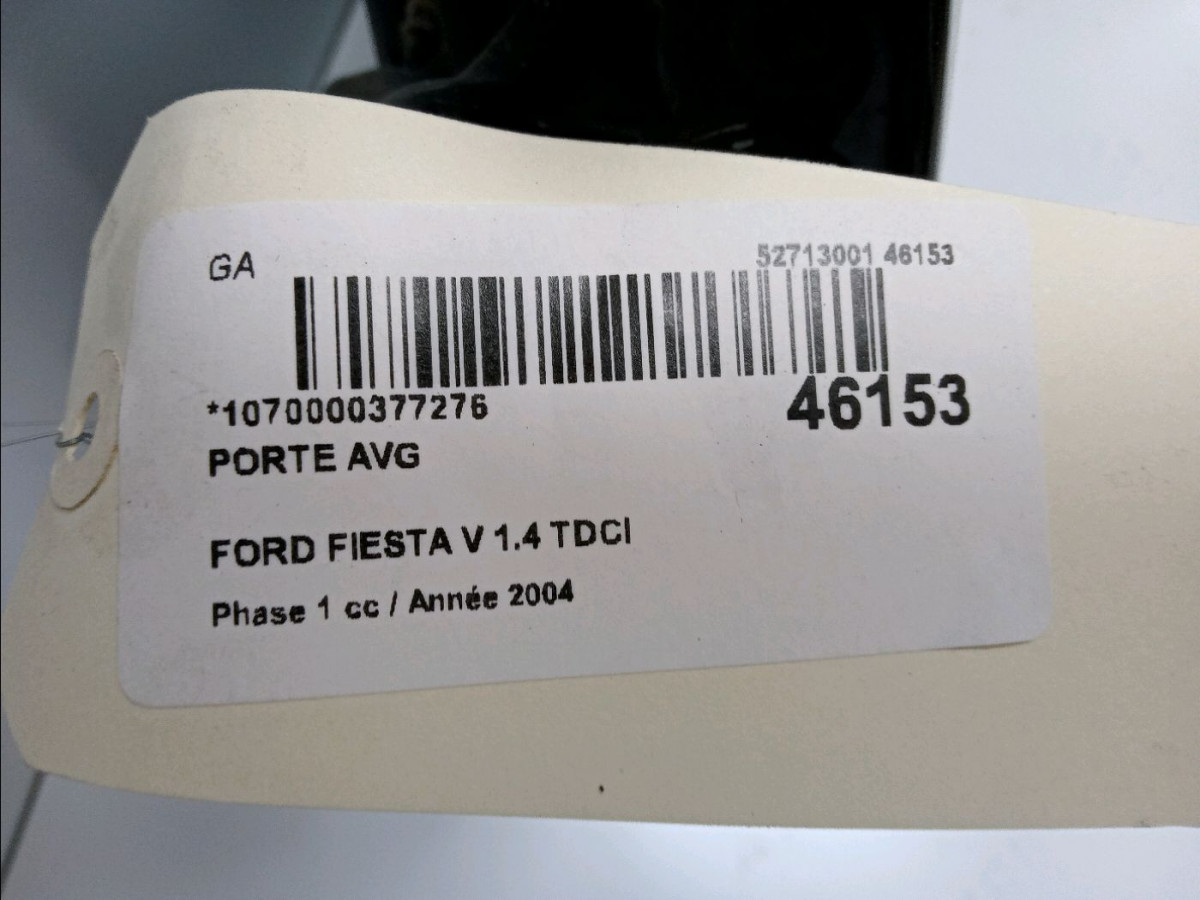 GA
52713001 46153
*1070000377276
46153
PORTE AVG
FORD FIESTA V 1.4 TDCI
Phase 1 cc / Année 2004